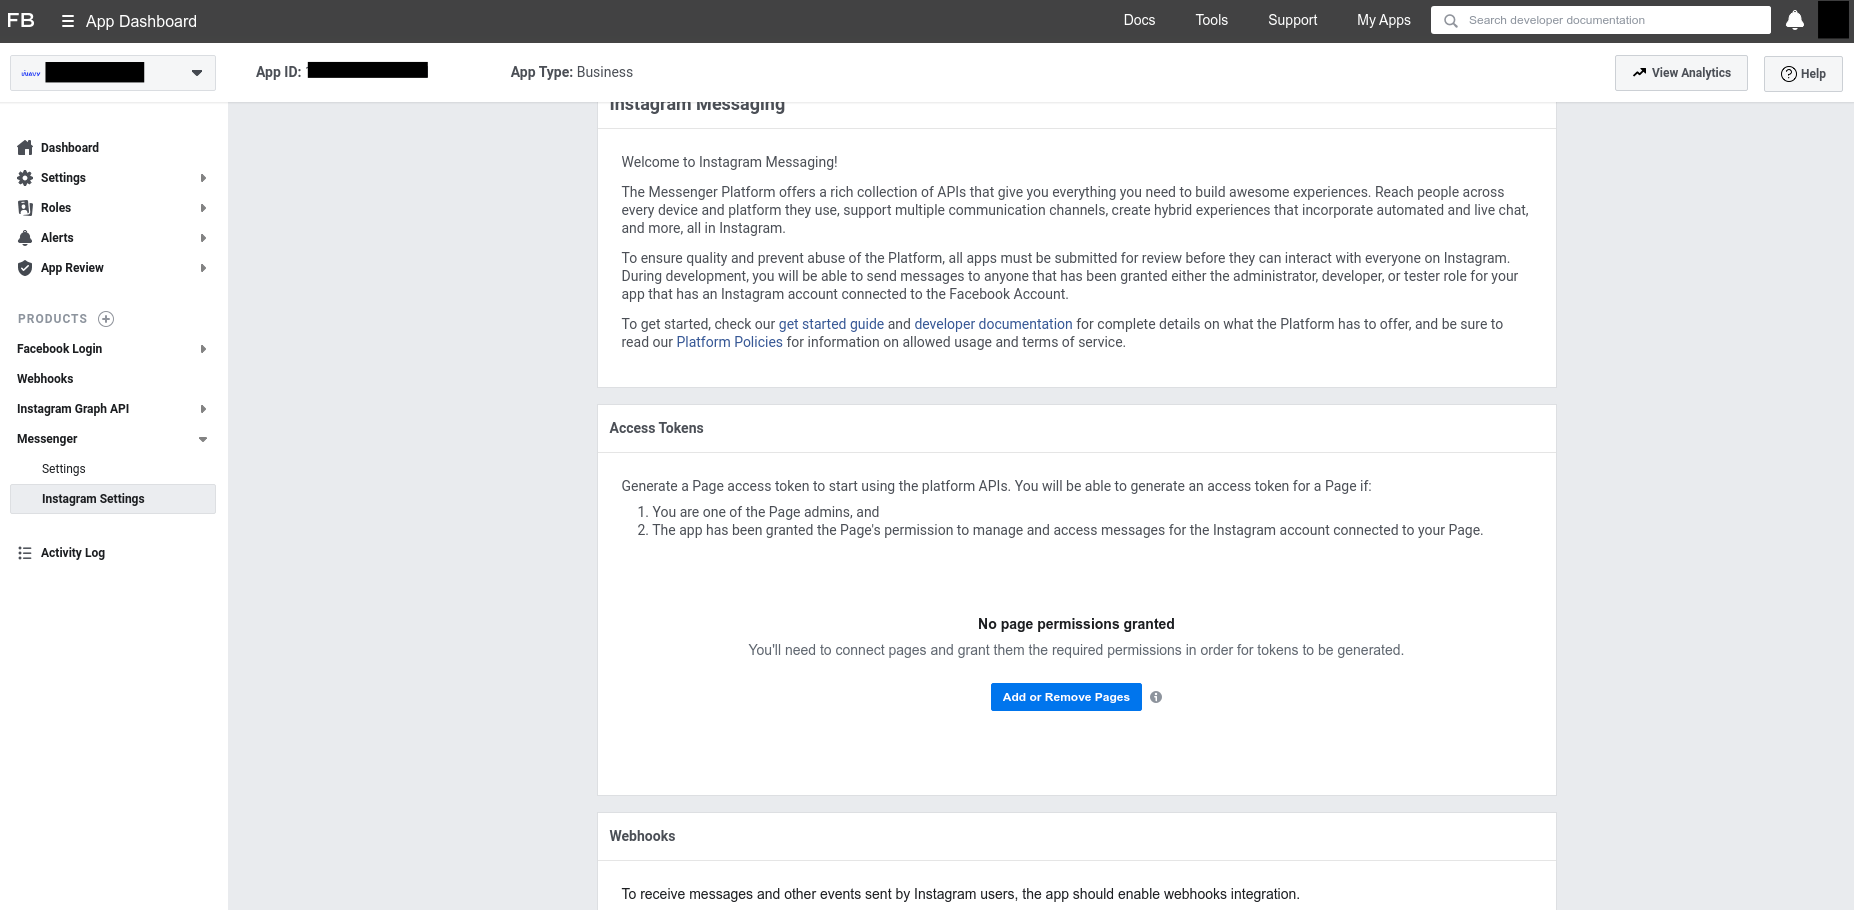 FB
App Dashboard
Docs
Tools
Support
My Apps
Search developer documentation
App ID:
App Type: Business
View Analytics
Help
Dashboard
Settings
Roles
Alerts
App Review
PRODUCTS
Facebook Login
Webhooks
Instagram Graph API
Messenger
Settings
Instagram Settings
Activity Log
Instagram Messaging
Welcome to Instagram Messaging!
The Messenger Platform offers a rich collection of APIs that give you everything you need to build awesome experiences. Reach people across
every device and platform they use, support multiple communication channels, create hybrid experiences that incorporate automated and live chat,
and more, all in Instagram.
To ensure quality and prevent abuse of the Platform, all apps must be submitted for review before they can interact with everyone on Instagram.
During development, you will be able to send messages to anyone that has been granted either the administrator, developer, or tester role for your
app that has an Instagram account connected to the Facebook Account.
To get started, check our get started guide and developer documentation for complete details on what the Platform has to offer, and be sure to
read our Platform Policies for information on allowed usage and terms of service.
Access Tokens
Generate a Page access token to start using the platform APIs. You will be able to generate an access token for a Page if:
1. You are one of the Page admins, and
2. The app has been granted the Page's permission to manage and access messages for the Instagram account connected to your Page.
No page permissions granted
You'll need to connect pages and grant them the required permissions in order for tokens to be generated.
Add or Remove Pages
Webhooks
To receive messages and other events sent by Instagram users, the app should enable webhooks integration.